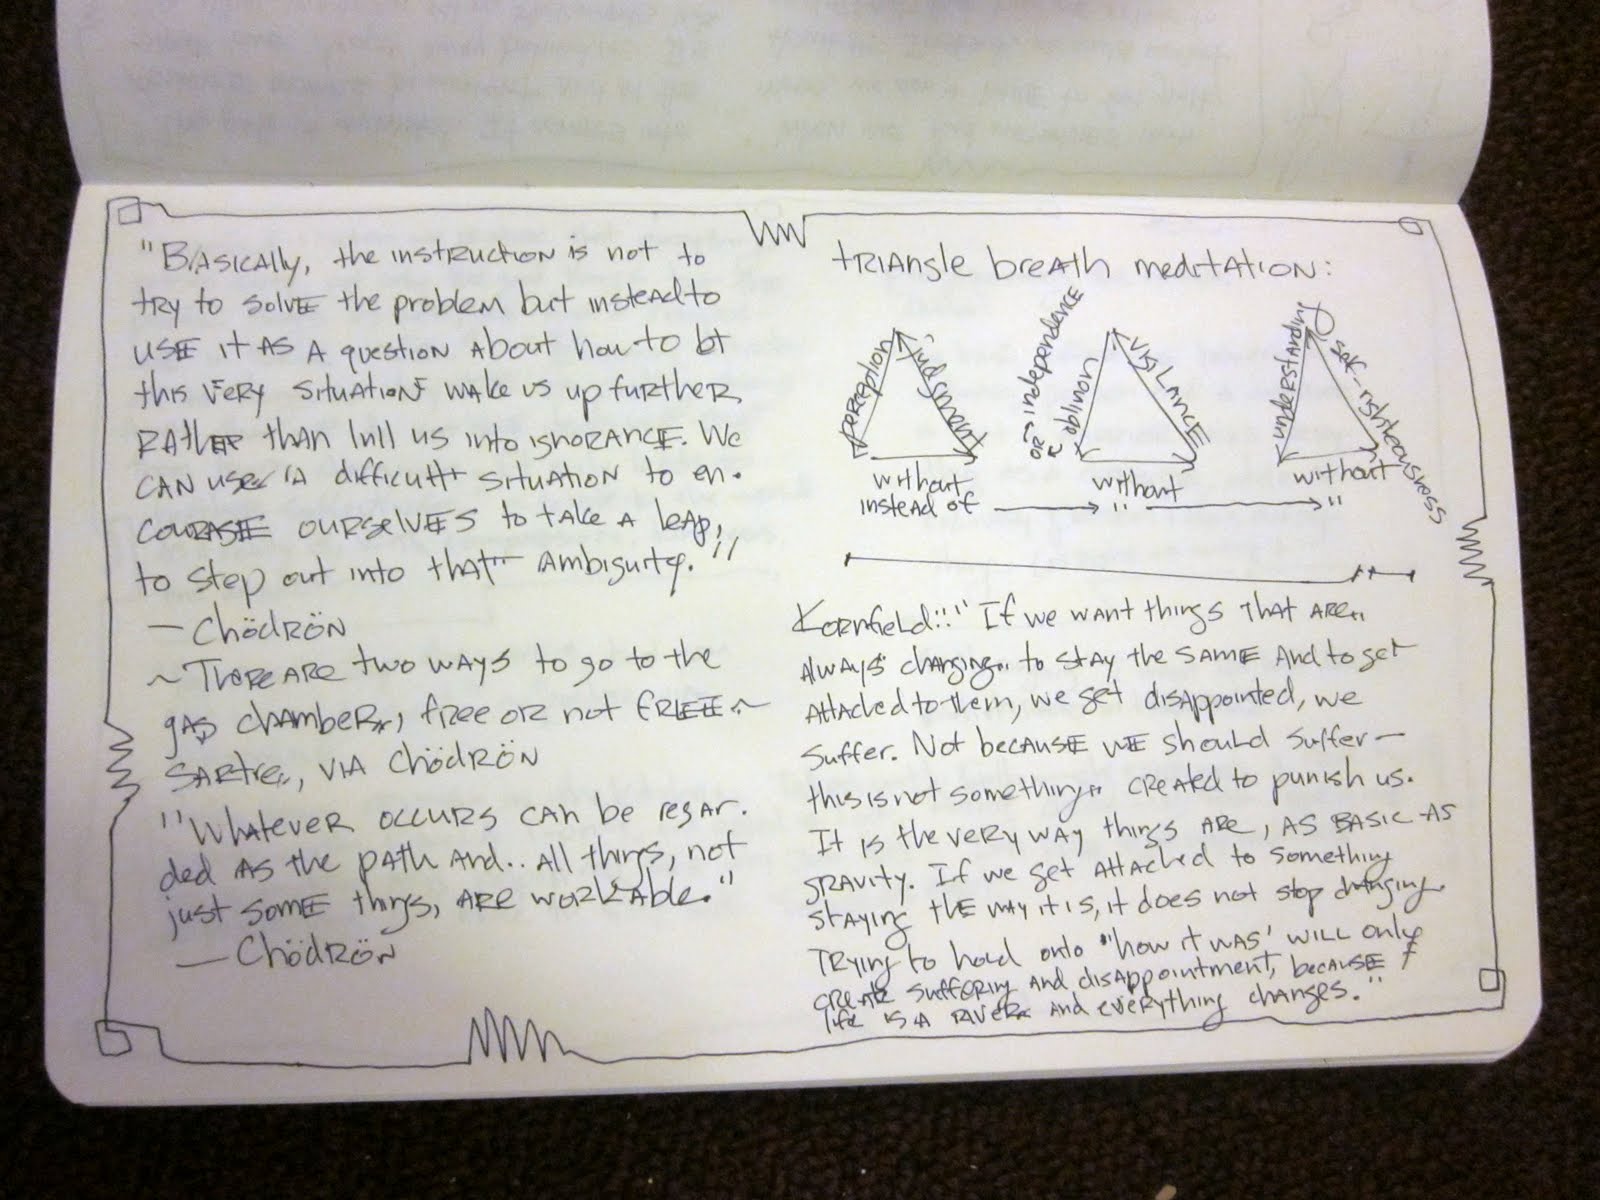 "Basically, the instruction is not to
try to solve the problem but instead to
use it as a question about how to let
this very situation wake us up further
rather than lull us into ignorance. We
can use a difficult situation to en-
courage ourselves to take a leap,
to step out into that ambiguity."
— Chödrön
~ There are two ways to go to the
gas chamber, free or not free ~
Sartre, via Chödrön
"Whatever occurs can be regar-
ded as the path and.. all things, not
just some things, are workable."
— Chödrön
triangle breath meditation:
perception
judgment
without
instead of
or independence
oblivion
vigilance
without
"
understanding
self-righteousness
without
"
Kornfield:: "If we want things that are
always changing.. to stay the same and to get
attached to them, we get disappointed, we
suffer. Not because we should suffer —
this is not something.. created to punish us.
It is the very way things are, as basic as
gravity. If we get attached to something
staying the way it is, it does not stop changing.
Trying to hold onto "how it was' will only
create suffering and disappointment, because
life is a river and everything changes."